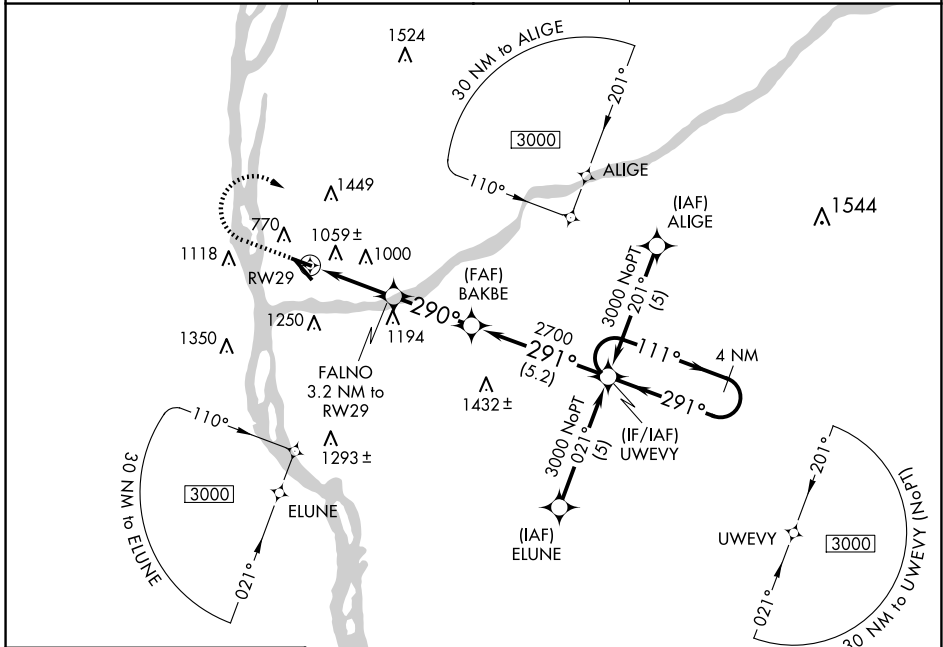 1524
30 NM to ALIGE
201°
3000
110°
ALIGE
1449
770
1059 ±
1000
1118
RW29
(IAF)
ALIGE
1544
(FAF)
BAKBE
3000 NoPT
201°
(5)
290°
1250
1194
1350
2700
291°
(5.2)
111°
4 NM
291°
FALNO
3.2 NM to
RW29
1432 ±
(IF/IAF)
UWEVY
3000 NoPT
021°
(5)
110°
1293 ±
3000
ELUNE
30 NM to ELUNE
021°
(IAF)
ELUNE
201°
UWEVY
3000
021°
30 NM to UWEVY (NoPT)